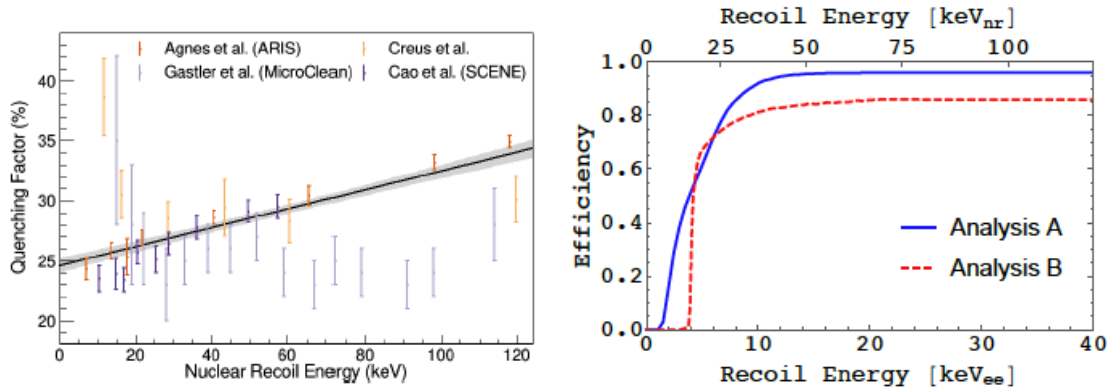 Quenching Factor (%)
40
35
30
25
20
Agnes et al. (ARIS)
Creus et al.
Gastler et al. (MicroClean)
Cao et al. (SCENE)
0 20 40 60 80 100 120
Nuclear Recoil Energy (keV)
Recoil Energy [keVnr]
0 25 50 75 100
Efficiency
1.0
0.8
0.6
0.4
0.2
0.0
Analysis A
Analysis B
0 10 20 30 40
Recoil Energy [keVee]